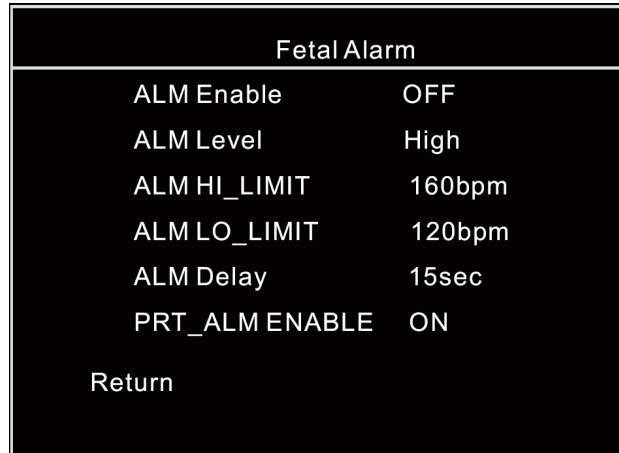 Fetal Alarm
ALM Enable OFF
ALM Level High
ALM HI_LIMIT 160bpm
ALM LO_LIMIT 120bpm
ALM Delay 15sec
PRT_ALM ENABLE ON
Return